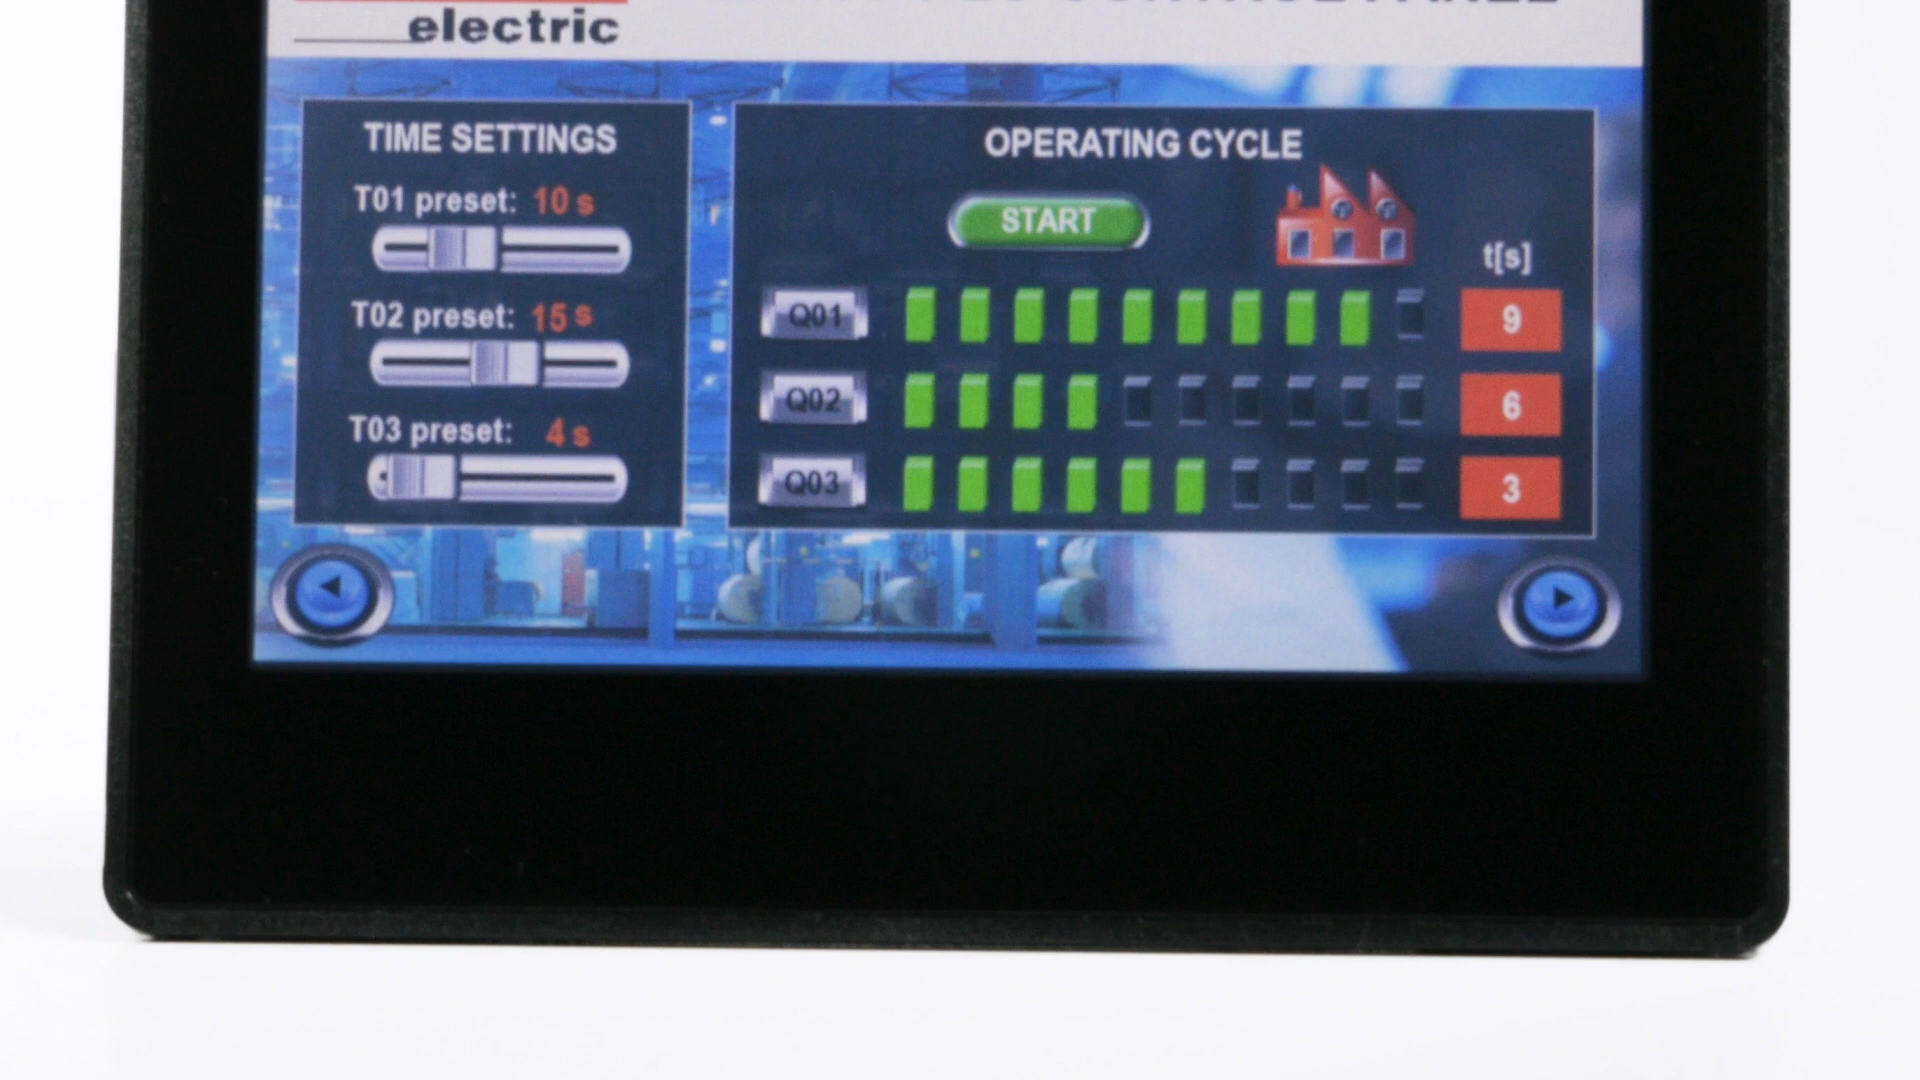 electric
TIME SETTINGS
T01 preset: 10 s
T02 preset: 15 s
T03 preset: 4 s
OPERATING CYCLE
START
t[s]
Q01 9
Q02 6
Q03 3